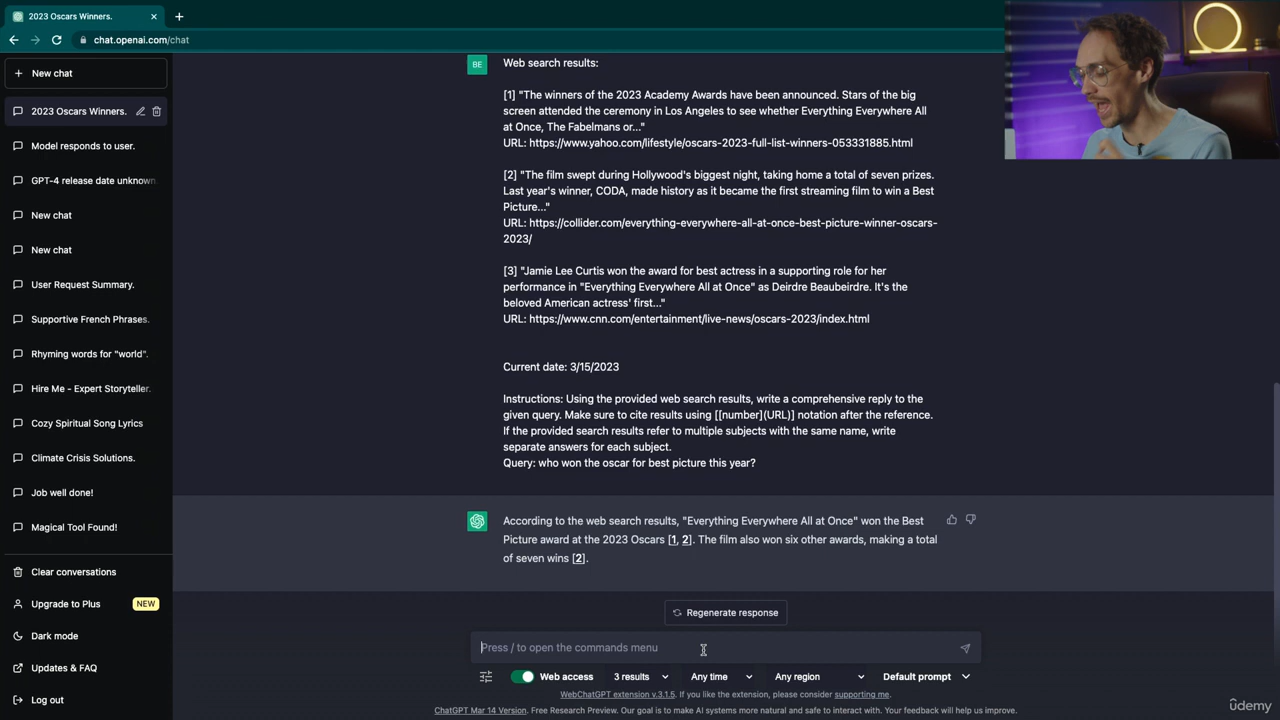 2023 Oscars Winners.
chat.openai.com/chat
New chat
2023 Oscars Winners.
Model responds to user.
GPT-4 release date unknown
New chat
New chat
User Request Summary.
Supportive French Phrases.
Rhyming words for "world".
Hire Me - Expert Storyteller.
Cozy Spiritual Song Lyrics
Climate Crisis Solutions.
Job well done!
Magical Tool Found!
Clear conversations
Upgrade to Plus NEW
Dark mode
Updates & FAQ
Log out
BE
Web search results:
[1] "The winners of the 2023 Academy Awards have been announced. Stars of the big
screen attended the ceremony in Los Angeles to see whether Everything Everywhere All
at Once, The Fabelmans or..."
URL: https://www.yahoo.com/lifestyle/oscars-2023-full-list-winners-053331885.html
[2] "The film swept during Hollywood's biggest night, taking home a total of seven prizes.
Last year's winner, CODA, made history as it became the first streaming film to win a Best
Picture..."
URL: https://collider.com/everything-everywhere-all-at-once-best-picture-winner-oscars-
2023/
[3] "Jamie Lee Curtis won the award for best actress in a supporting role for her
performance in "Everything Everywhere All at Once" as Deirdre Beaubeirdre. It's the
beloved American actress' first..."
URL: https://www.cnn.com/entertainment/live-news/oscars-2023/index.html
Current date: 3/15/2023
Instructions: Using the provided web search results, write a comprehensive reply to the
given query. Make sure to cite results using [[number](URL)] notation after the reference.
If the provided search results refer to multiple subjects with the same name, write
separate answers for each subject.
Query: who won the oscar for best picture this year?
According to the web search results, "Everything Everywhere All at Once" won the Best
Picture award at the 2023 Oscars [1, 2]. The film also won six other awards, making a total
of seven wins [2].
Regenerate response
Press / to open the commands menu
Web access 3 results Any time Any region Default prompt
WebChatGPT extension v.3.1.5. If you like the extension, please consider supporting me.
ChatGPT Mar 14 Version. Free Research Preview. Our goal is to make AI systems more natural and safe to interact with. Your feedback will help us improve.
ûdemy